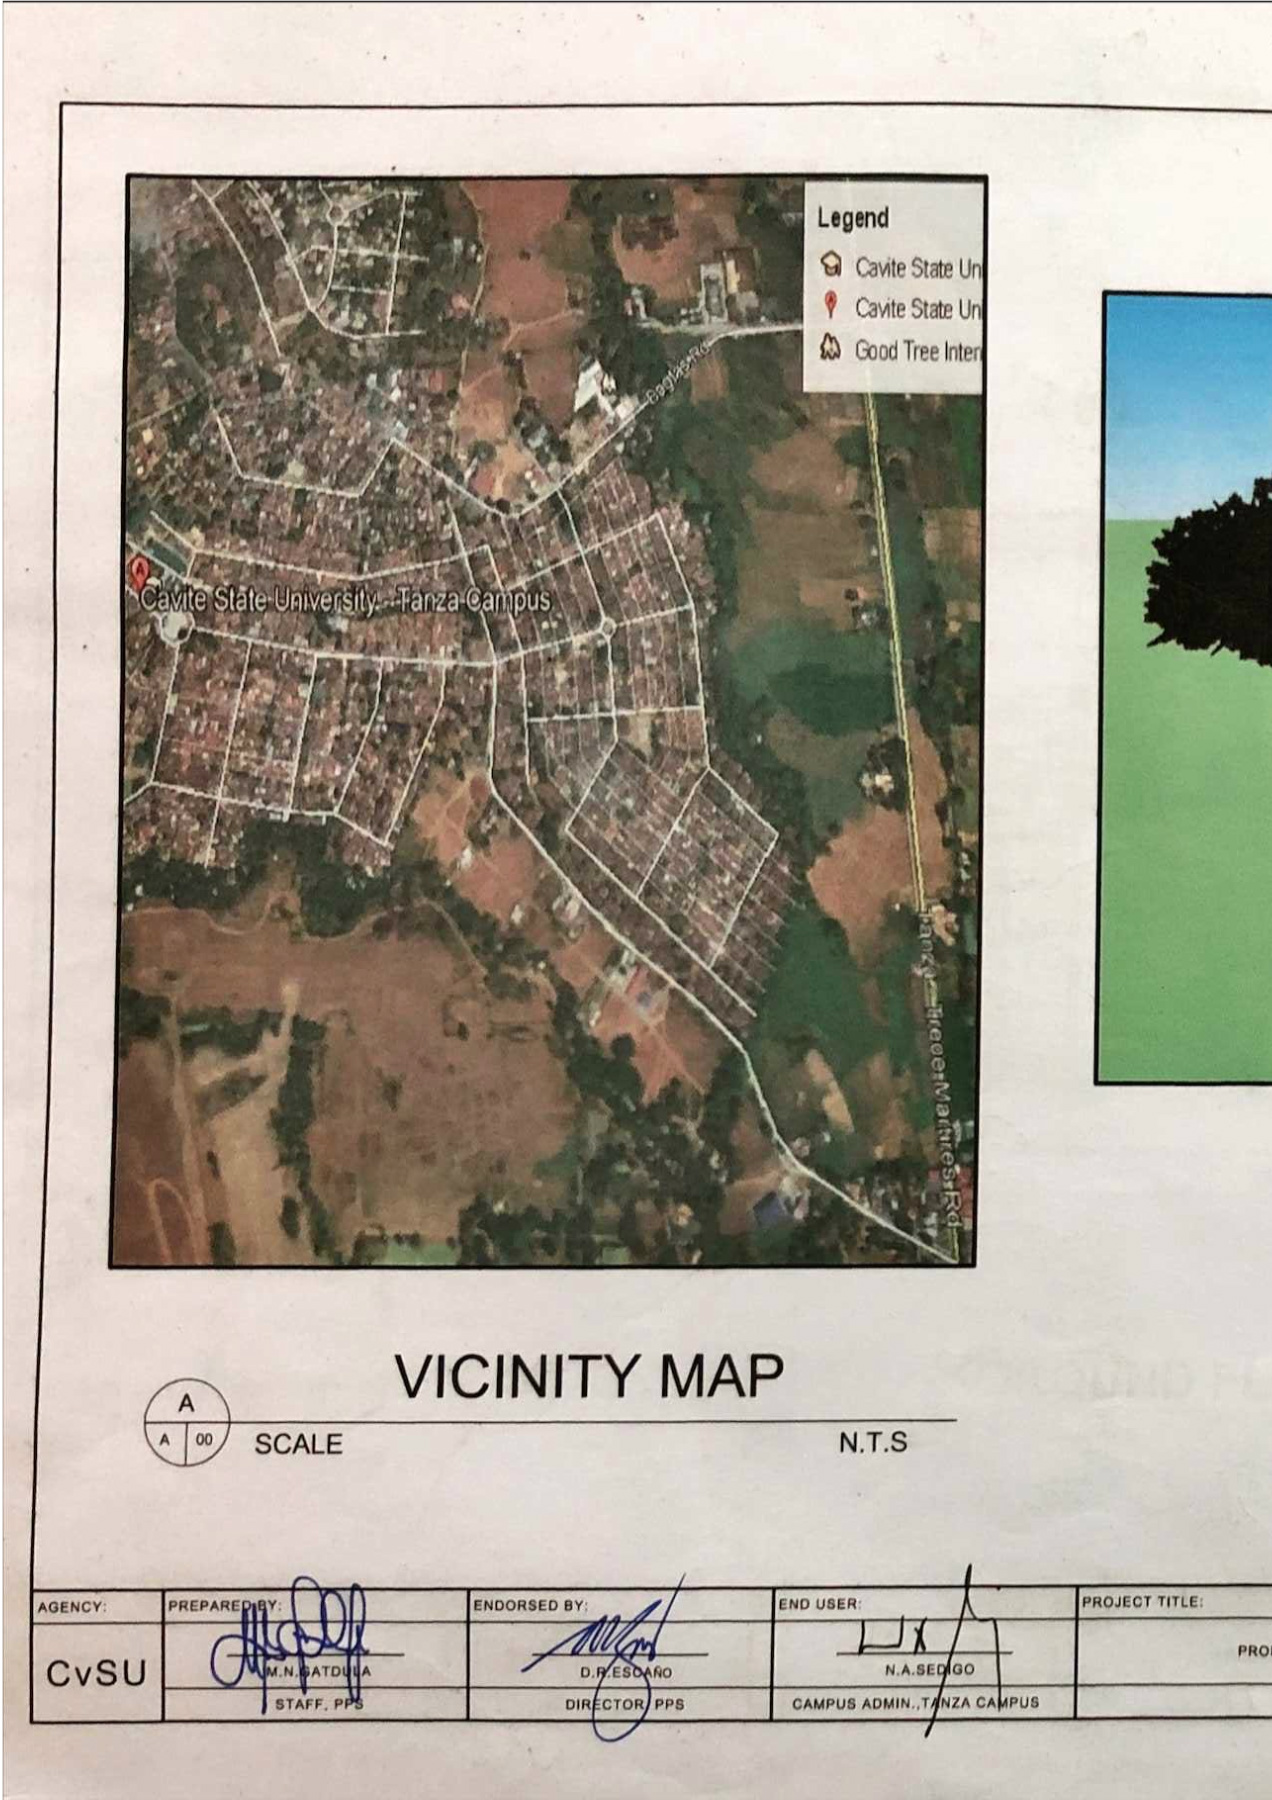 Legend
Cavite State Un
Cavite State Uni
Good Tree Inter
Bagtas Rd
A
Cavite State University - Tanza Campus
Tanza - Trece Martires Rd
VICINITY MAP
A
A 00 SCALE N.T.S
AGENCY: PREPARED BY: ENDORSED BY: END USER: PROJECT TITLE:
CvSU M.N.GATDULA D.R.ESCAÑO N.A.SEDIGO PRO
STAFF, PPS DIRECTOR, PPS CAMPUS ADMIN.,TANZA CAMPUS